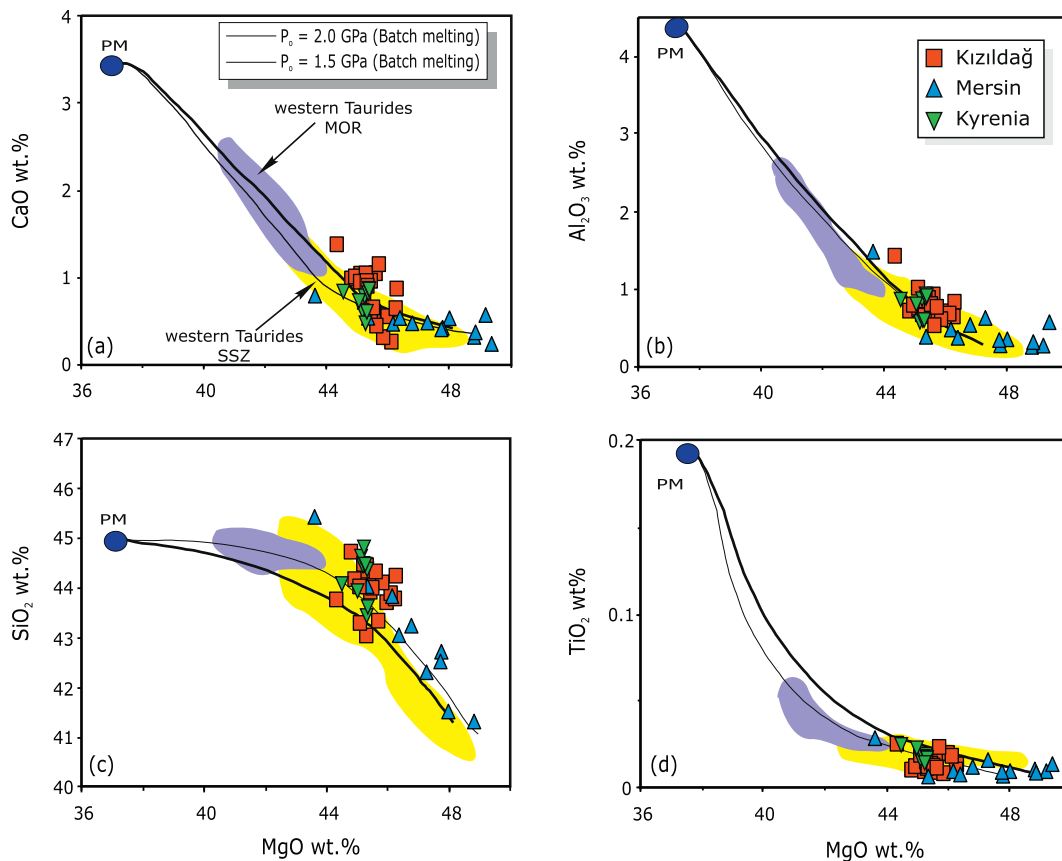 4
3
2
1
0
CaO wt.%
PM
P₀ = 2.0 GPa (Batch melting)
P₀ = 1.5 GPa (Batch melting)
western Taurides
MOR
western Taurides
SSZ
(a)
36
40
44
48
4
3
2
1
0
Al₂O₃ wt.%
PM
Kızıldağ
Mersin
Kyrenia
(b)
36
40
44
48
47
46
45
44
43
42
41
40
SiO₂ wt.%
PM
(c)
36
40
44
48
MgO wt.%
0.2
0.1
0
TiO₂ wt%
PM
(d)
36
40
44
48
MgO wt.%